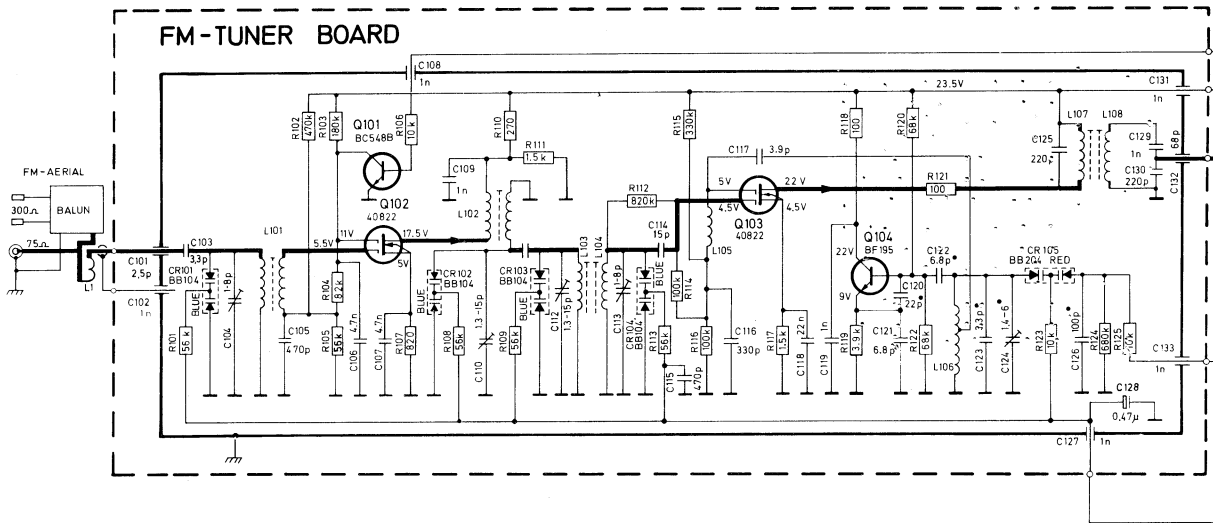 FM-TUNER BOARD
C108
1n
C131
1n
23.5V
R102
470k
R103
180k
Q101
BC548B
R106
10k
R110
270
R111
1.5k
R115
330k
R118
100
R120
68k
L107
L108
C125
220
C129
1n
68p
C130
220p
C132
C117
3.9p
C109
1n
FM-AERIAL
300Ω
BALUN
75Ω
L1
Q102
40822
L102
R112
820k
5V
22V
4,5V
4,5V
Q103
40822
R121
100
Q104
BF195
C103
3,3p
L101
11V
5.5V
17.5V
5V
C101
2,5p
C102
1n
CR101
BB104
BLUE
1-8p
C104
R104
8.2k
CR102
BB104
BLUE
CR103
BB104
BLUE
L103
L104
C114
15p
L105
22V
9V
C122
6.8p
CR105
BB204 RED
C120
22p
R101
56k
C105
470p
R105
56k
C106
4.7n
C107
4.7n
R107
820
R108
56k
C110
1.3-15p
R109
56k
C112
1.3-15p
C113
1-8p
CR104
BB104
BLUE
R113
56k
R114
100k
C115
470p
R116
100k
C116
330p
R117
1.5k
C118
22n
C119
1n
R119
3.9k
C121
6.8p
R122
68k
L106
C123
3.3p
C124
1.4-6
R123
10k
C126
100p
R124
680k
R125
C133
1n
C128
0,47µ
C127
1n